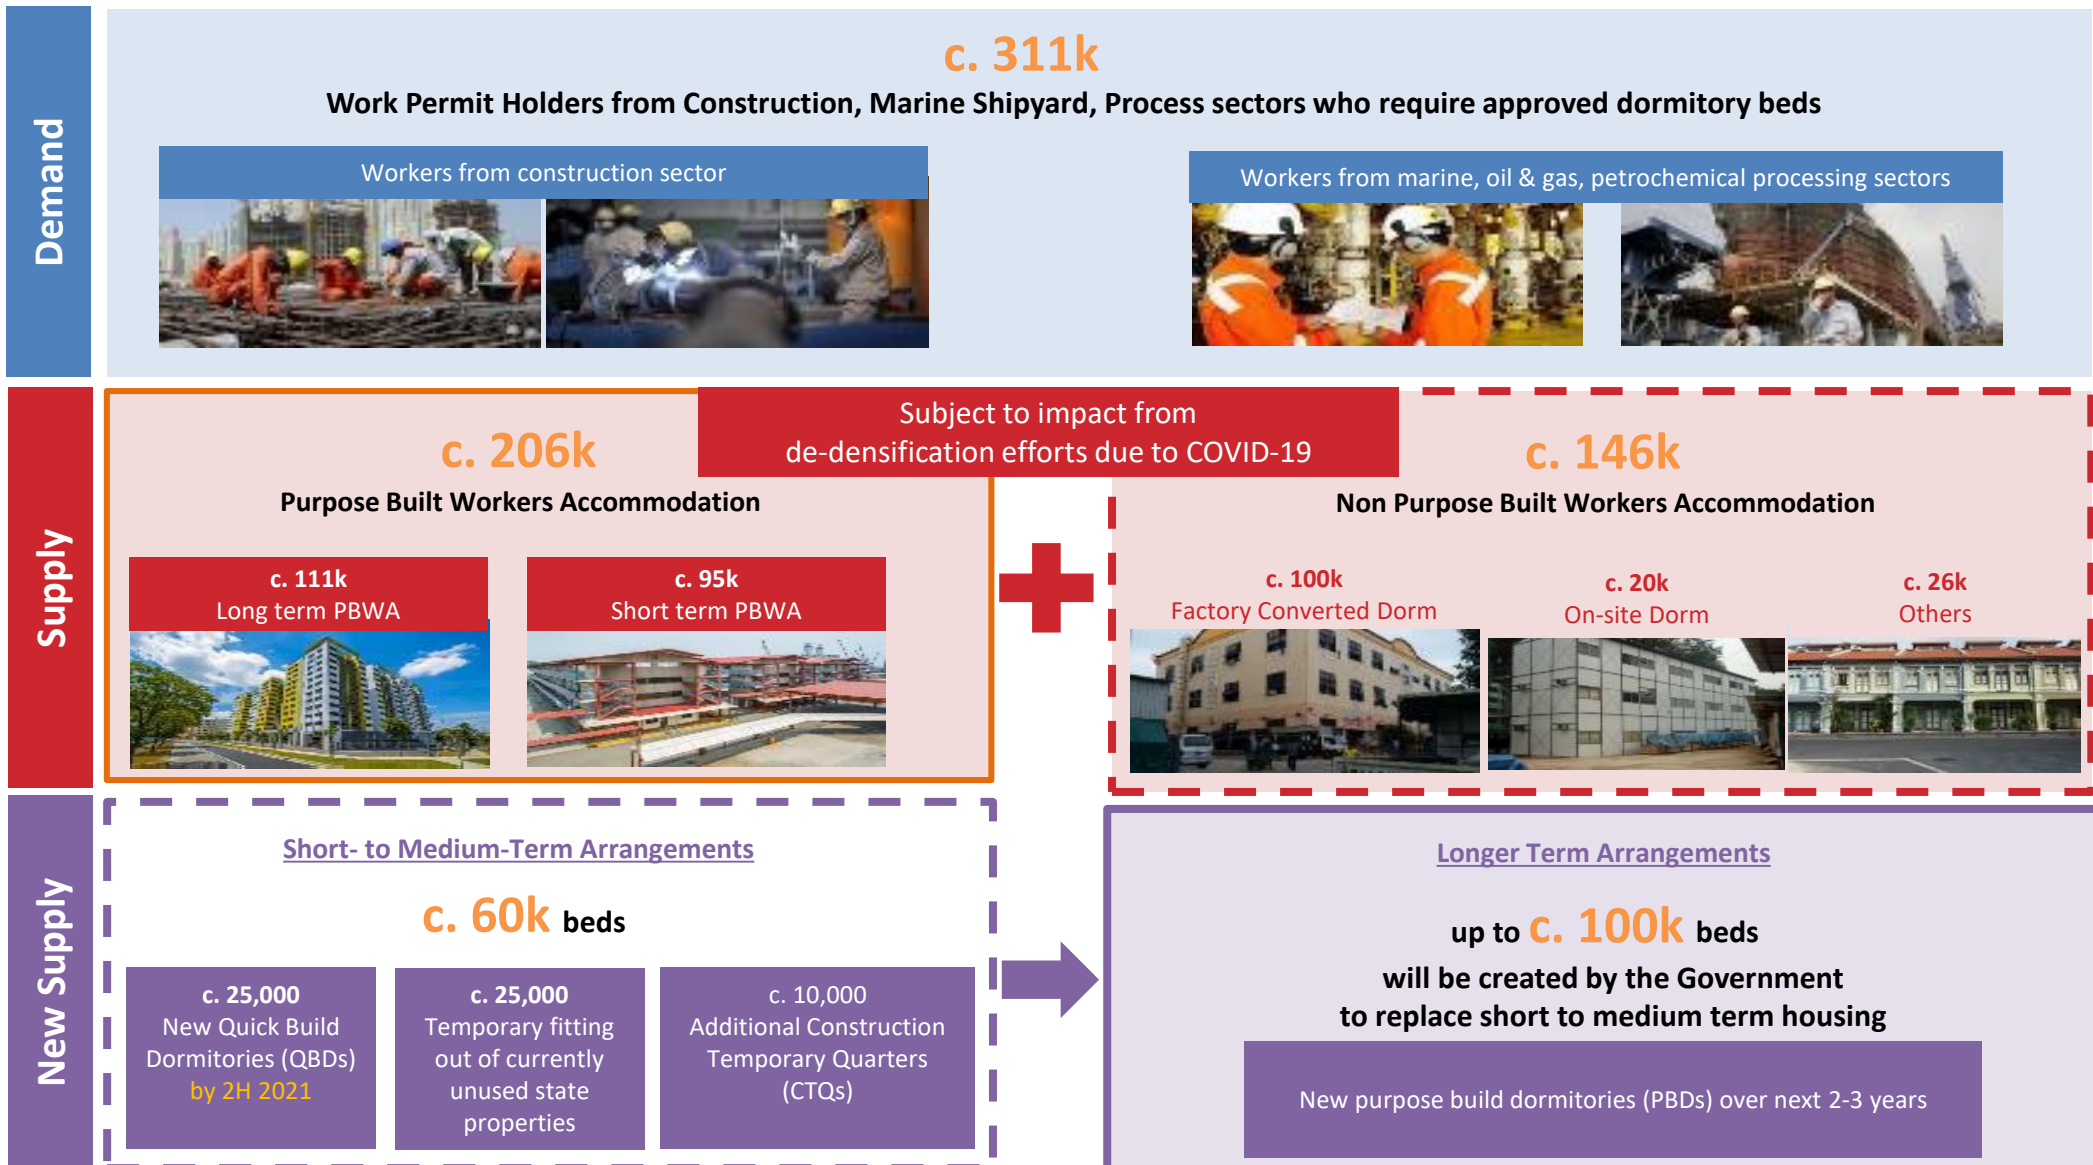 Demand
c. 311k
Work Permit Holders from Construction, Marine Shipyard, Process sectors who require approved dormitory beds
Workers from construction sector
Workers from marine, oil & gas, petrochemical processing sectors
Supply
Subject to impact from
de-densification efforts due to COVID-19
c. 206k
Purpose Built Workers Accommodation
c. 111k
Long term PBWA
c. 95k
Short term PBWA
c. 146k
Non Purpose Built Workers Accommodation
c. 100k
Factory Converted Dorm
c. 20k
On-site Dorm
c. 26k
Others
New Supply
Short- to Medium-Term Arrangements
c. 60k beds
c. 25,000
New Quick Build
Dormitories (QBDs)
by 2H 2021
c. 25,000
Temporary fitting
out of currently
unused state
properties
c. 10,000
Additional Construction
Temporary Quarters
(CTQs)
Longer Term Arrangements
up to c. 100k beds
will be created by the Government
to replace short to medium term housing
New purpose build dormitories (PBDs) over next 2-3 years